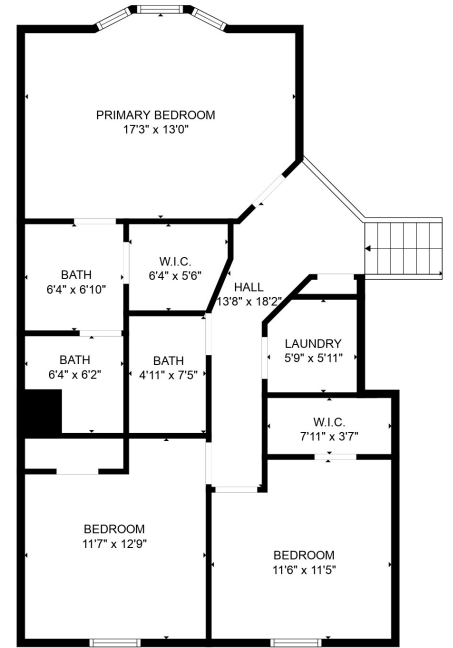 PRIMARY BEDROOM
17'3" x 13'0"
W.I.C.
6'4" x 5'6"
BATH
6'4" x 6'10"
HALL
13'8" x 18'2"
BATH
6'4" x 6'2"
BATH
4'11" x 7'5"
LAUNDRY
5'9" x 5'11"
W.I.C.
7'11" x 3'7"
BEDROOM
11'7" x 12'9"
BEDROOM
11'6" x 11'5"